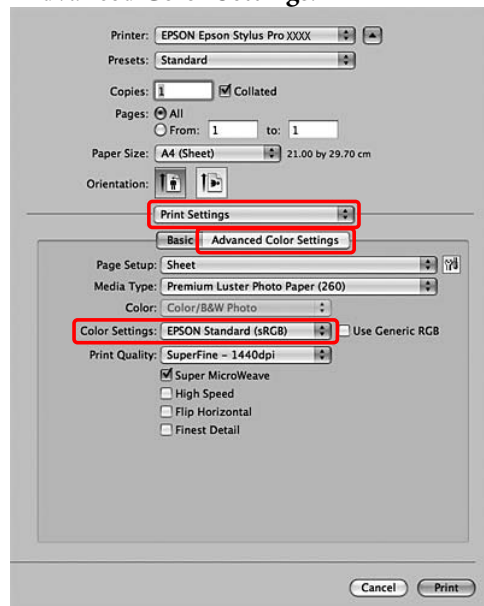 Advanced Color Settings.
Printer: EPSON Epson Stylus Pro XXXX
Presets: Standard
Copies: 1 Collated
Pages: All
From: 1 to: 1
Paper Size: A4 (Sheet) 21.00 by 29.70 cm
Orientation:
Print Settings
Basic Advanced Color Settings
Page Setup: Sheet
Media Type: Premium Luster Photo Paper (260)
Color: Color/B&W Photo
Color Settings: EPSON Standard (sRGB) Use Generic RGB
Print Quality: SuperFine - 1440dpi
Super MicroWeave
High Speed
Flip Horizontal
Finest Detail
Cancel Print